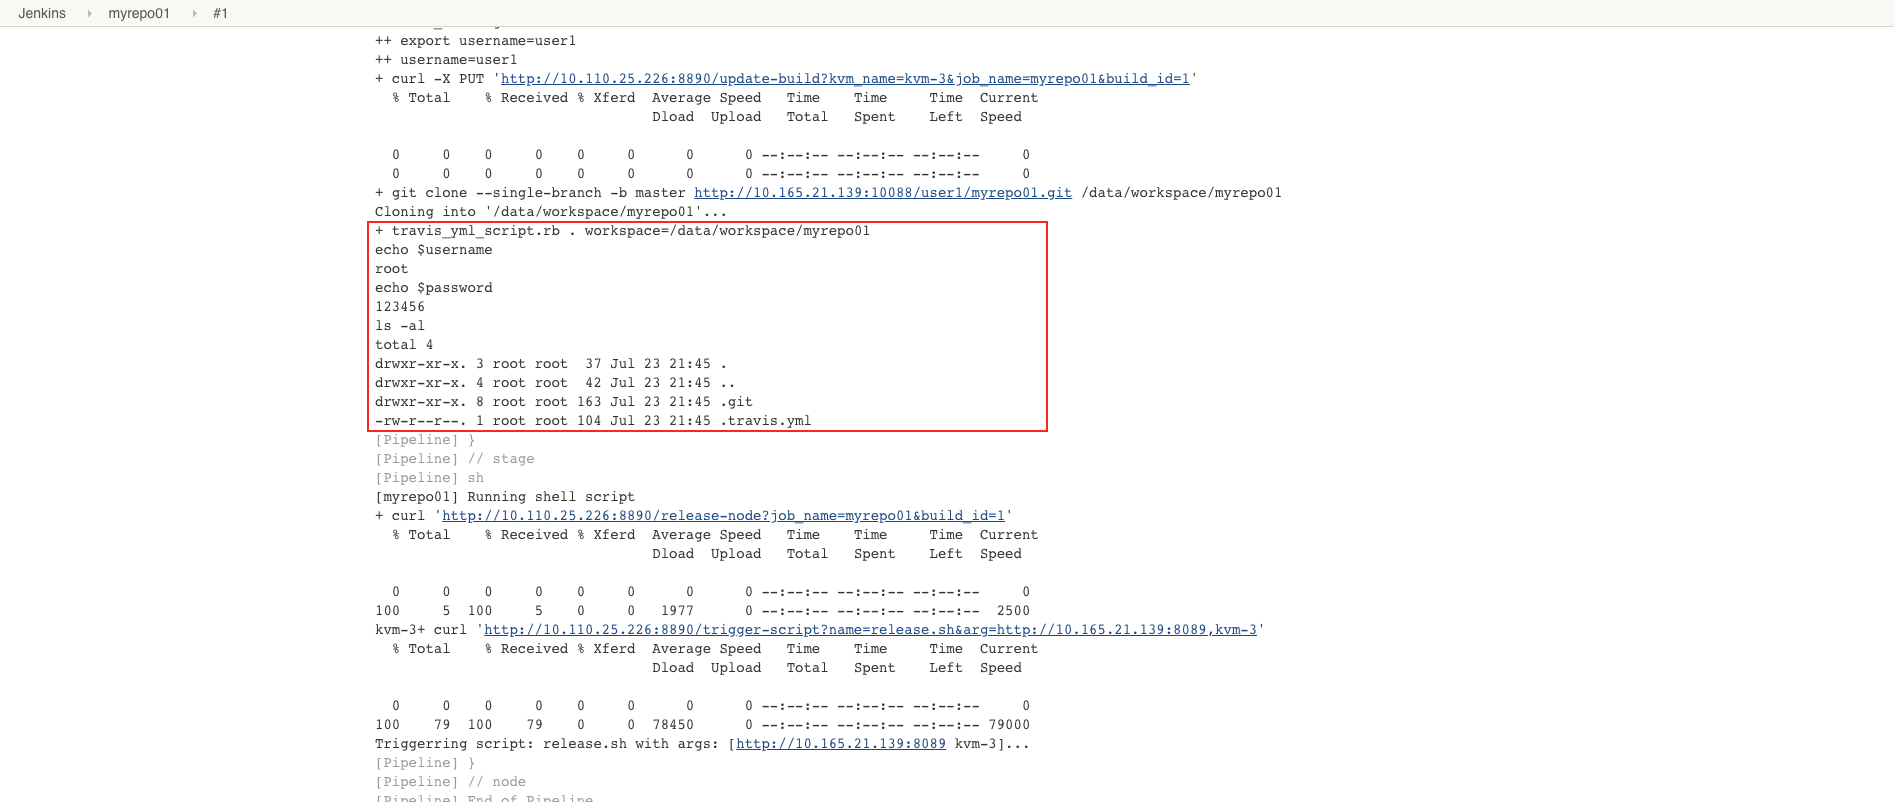 Jenkins myrepo01 #1
++ export username=user1
++ username=user1
+ curl -X PUT 'http://10.110.25.226:8890/update-build?kvm_name=kvm-3&job_name=myrepo01&build_id=1'
% Total % Received % Xferd Average Speed Time Time Time Current
Dload Upload Total Spent Left Speed
0 0 0 0 0 0 0 0 --:--:-- --:--:-- --:--:-- 0
0 0 0 0 0 0 0 0 --:--:-- --:--:-- --:--:-- 0
+ git clone --single-branch -b master http://10.165.21.139:10088/user1/myrepo01.git /data/workspace/myrepo01
Cloning into '/data/workspace/myrepo01'...
+ travis_yml_script.rb . workspace=/data/workspace/myrepo01
echo $username
root
echo $password
123456
ls -al
total 4
drwxr-xr-x. 3 root root 37 Jul 23 21:45 .
drwxr-xr-x. 4 root root 42 Jul 23 21:45 ..
drwxr-xr-x. 8 root root 163 Jul 23 21:45 .git
-rw-r--r--. 1 root root 104 Jul 23 21:45 .travis.yml
[Pipeline] }
[Pipeline] // stage
[Pipeline] sh
[myrepo01] Running shell script
+ curl 'http://10.110.25.226:8890/release-node?job_name=myrepo01&build_id=1'
% Total % Received % Xferd Average Speed Time Time Time Current
Dload Upload Total Spent Left Speed
0 0 0 0 0 0 0 0 --:--:-- --:--:-- --:--:-- 0
100 5 100 5 0 0 1977 0 --:--:-- --:--:-- --:--:-- 2500
kvm-3+ curl 'http://10.110.25.226:8890/trigger-script?name=release.sh&arg=http://10.165.21.139:8089,kvm-3'
% Total % Received % Xferd Average Speed Time Time Time Current
Dload Upload Total Spent Left Speed
0 0 0 0 0 0 0 0 --:--:-- --:--:-- --:--:-- 0
100 79 100 79 0 0 78450 0 --:--:-- --:--:-- --:--:-- 79000
Triggerring script: release.sh with args: [http://10.165.21.139:8089 kvm-3]...
[Pipeline] }
[Pipeline] // node
[Pipeline] End of Pipeline